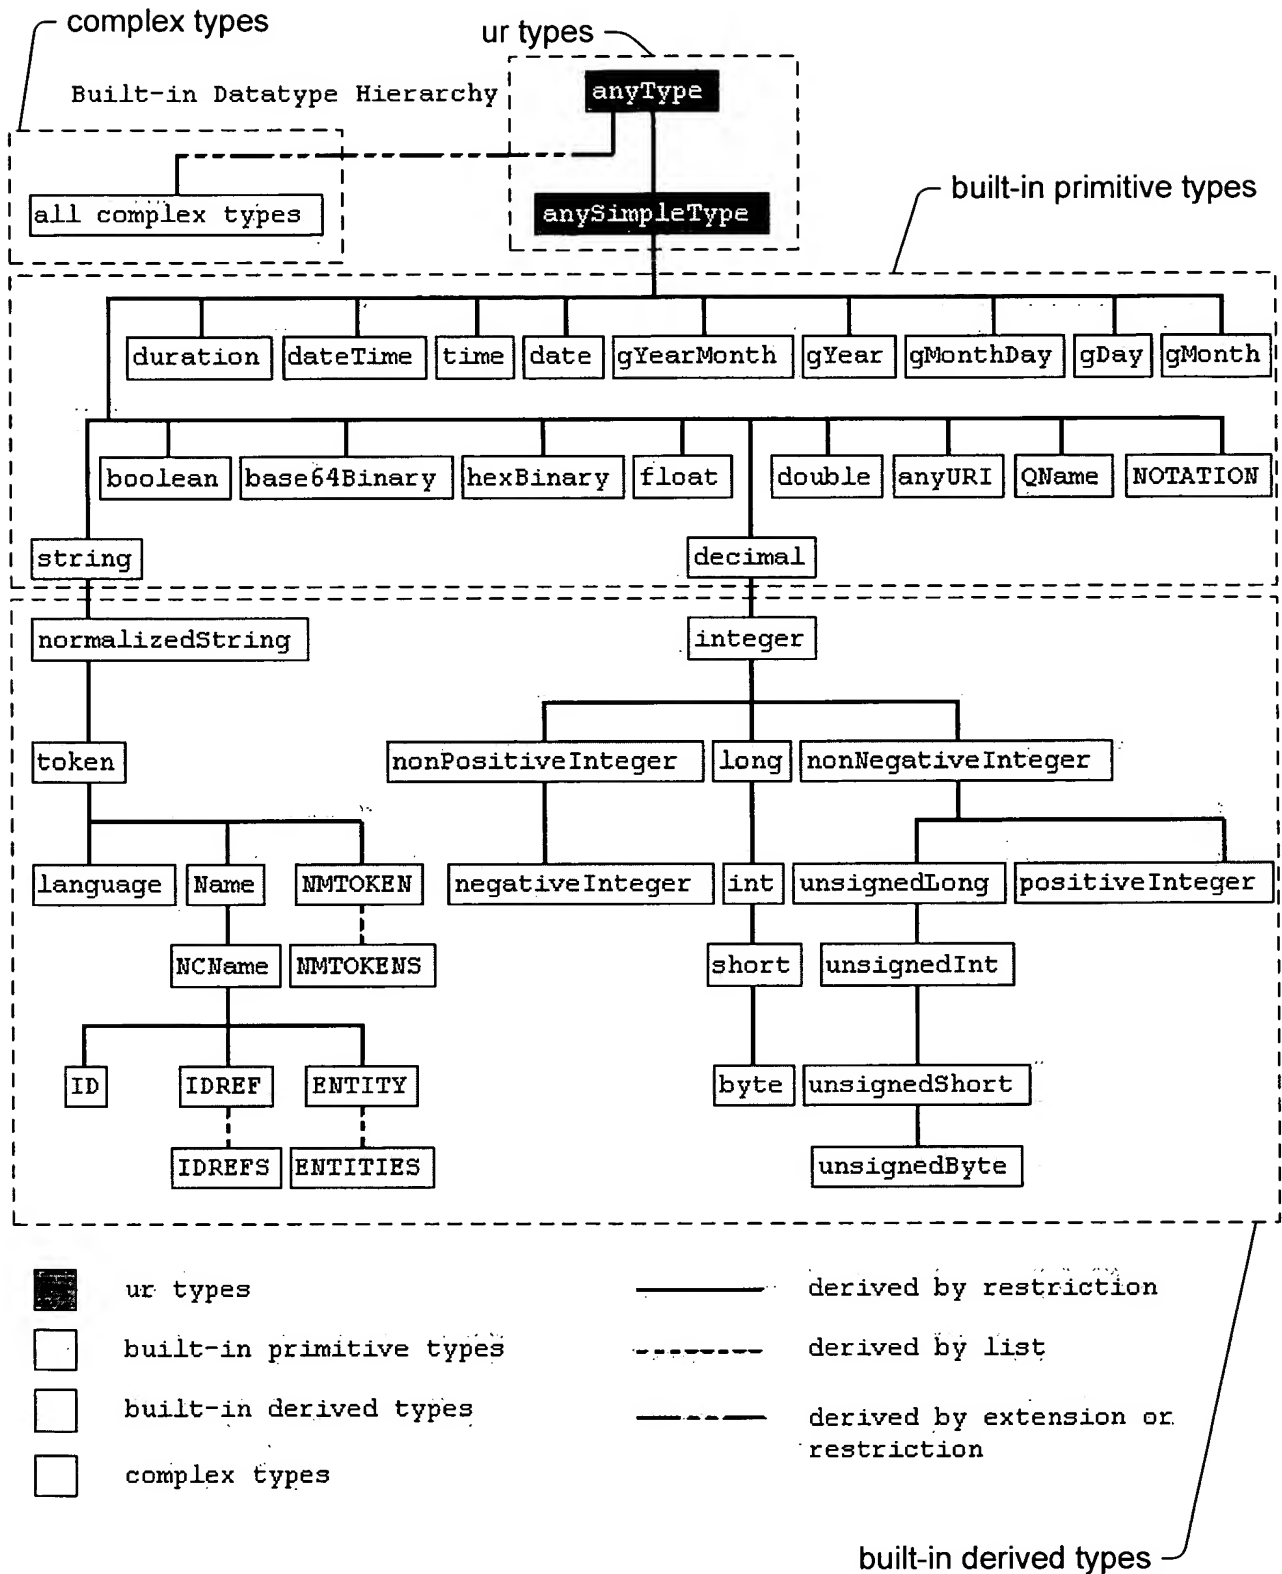 complex types
ur types
Built-in Datatype Hierarchy
anyType
all complex types
anySimpleType
built-in primitive types
duration dateTime time date gYearMonth gYear gMonthDay gDay gMonth
boolean base64Binary hexBinary float double anyURI QName NOTATION
string decimal
normalizedString integer
token nonPositiveInteger long nonNegativeInteger
language Name NMTOKEN negativeInteger int unsignedLong positiveInteger
NCName NMTOKENS short unsignedInt
ID IDREF ENTITY byte unsignedShort
IDREFS ENTITIES unsignedByte
ur types derived by restriction
built-in primitive types derived by list
built-in derived types derived by extension or
restriction
complex types
built-in derived types